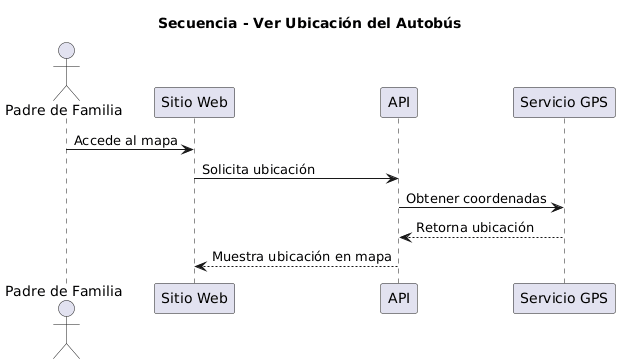 Secuencia - Ver Ubicación del Autobús
Padre de Familia
Sitio Web
API
Servicio GPS
Accede al mapa
Solicita ubicación
Obtener coordenadas
Retorna ubicación
Muestra ubicación en mapa
Padre de Familia
Sitio Web
API
Servicio GPS